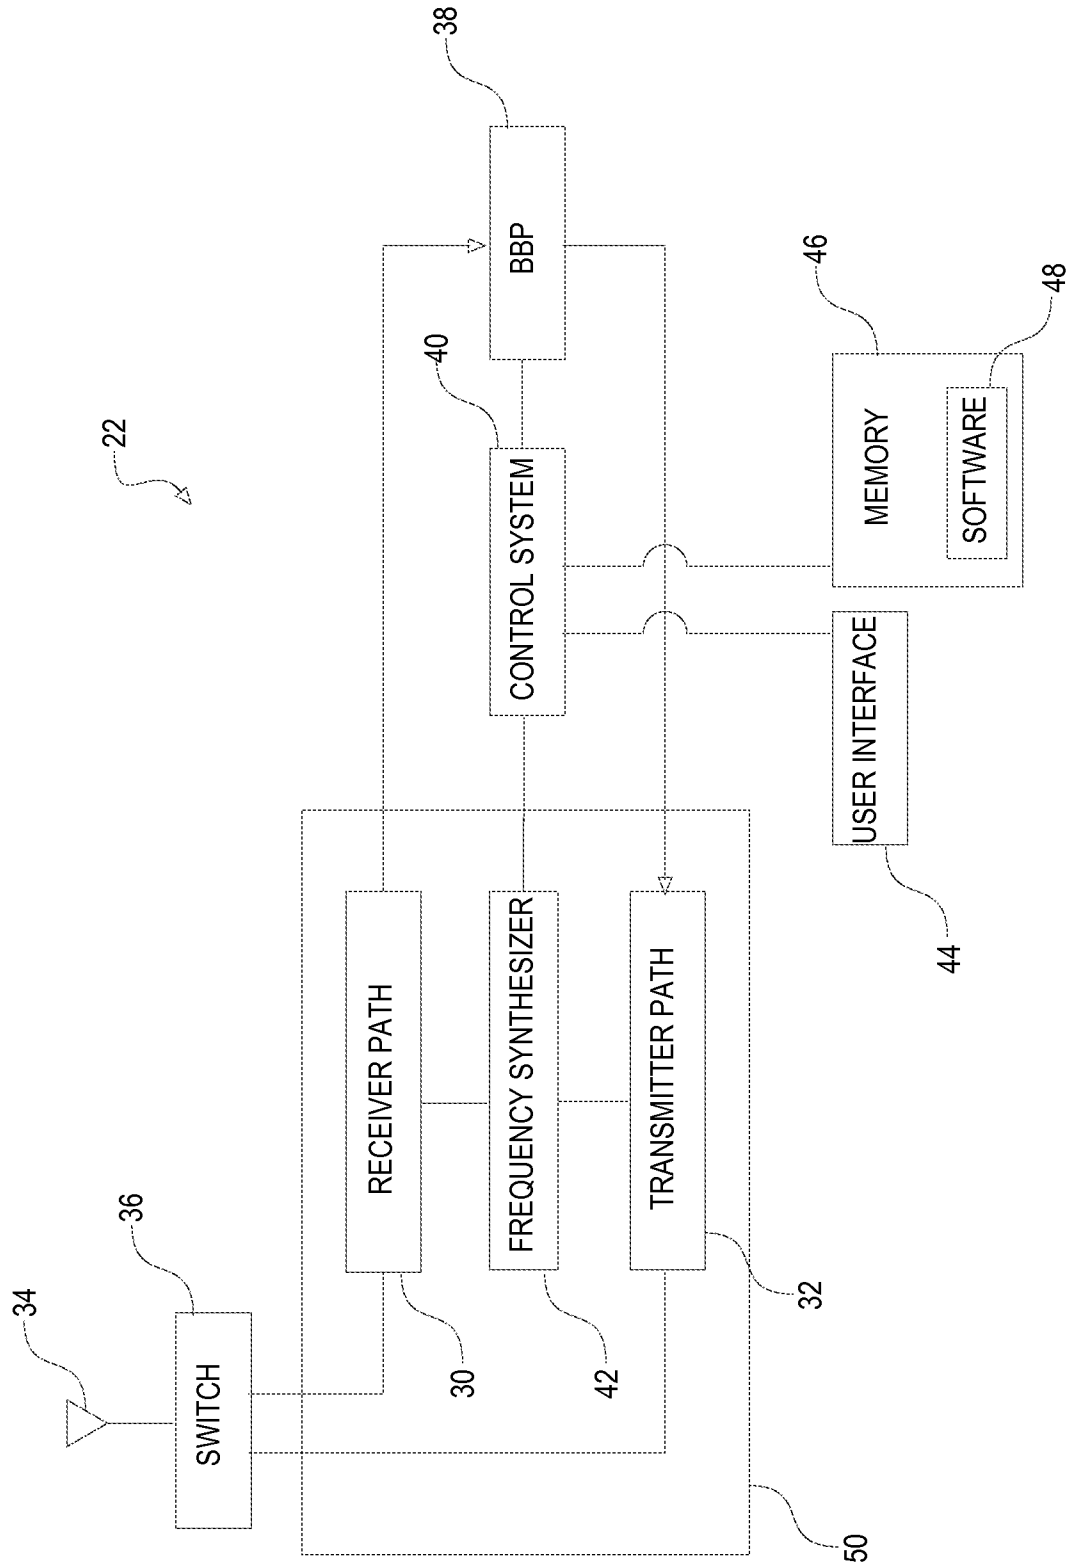 22
34
36
SWITCH
30
RECEIVER PATH
42
FREQUENCY SYNTHESIZER
32
TRANSMITTER PATH
50
40
CONTROL SYSTEM
38
BBP
44
USER INTERFACE
46
MEMORY
48
SOFTWARE